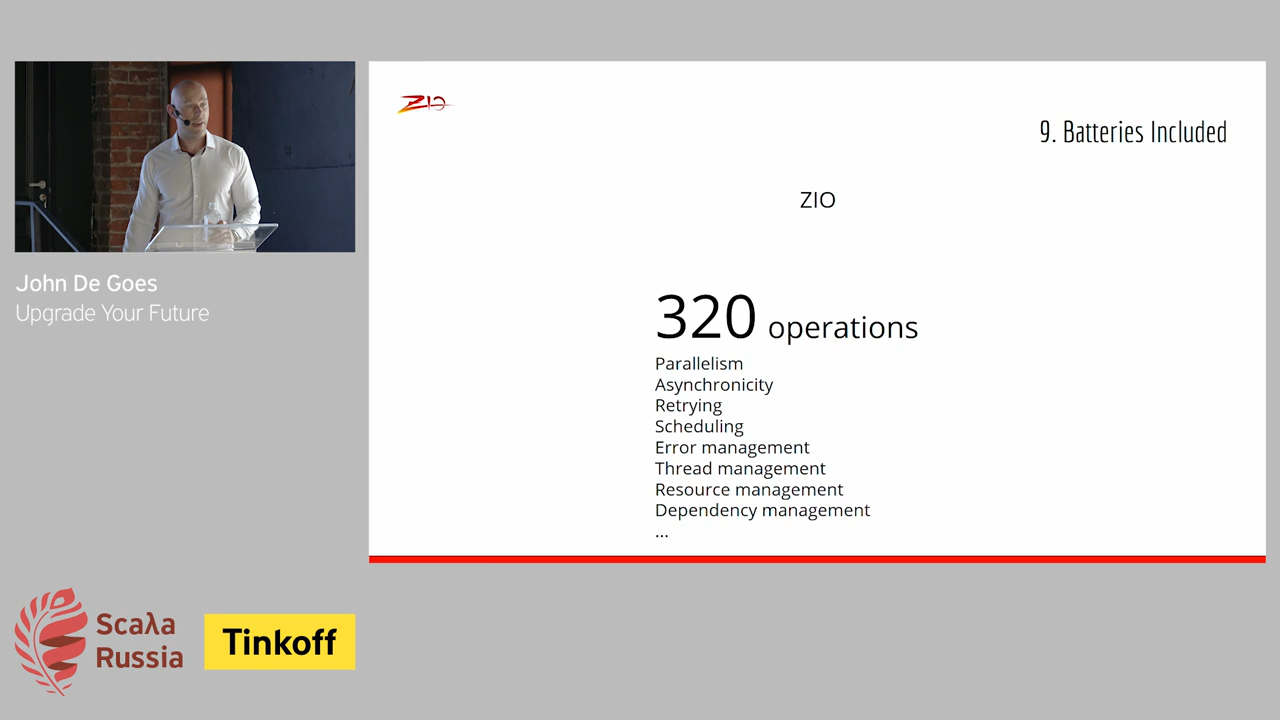 ZIO
9. Batteries Included
ZIO
320 operations
Parallelism
Asynchronicity
Retrying
Scheduling
Error management
Thread management
Resource management
Dependency management
...
John De Goes
Upgrade Your Future
Scaλa
Russia
Tinkoff